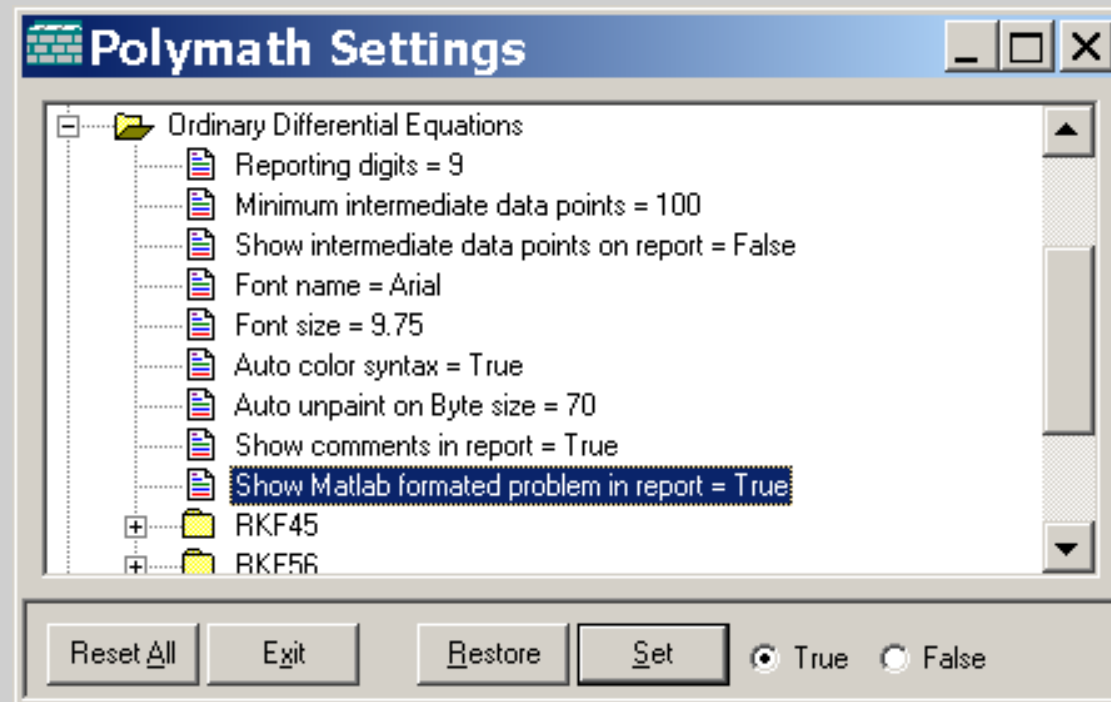 Polymath Settings
Ordinary Differential Equations
Reporting digits = 9
Minimum intermediate data points = 100
Show intermediate data points on report = False
Font name = Arial
Font size = 9.75
Auto color syntax = True
Auto unpaint on Byte size = 70
Show comments in report = True
Show Matlab formated problem in report = True
RKF45
RKF56
Reset All Exit Restore Set True False